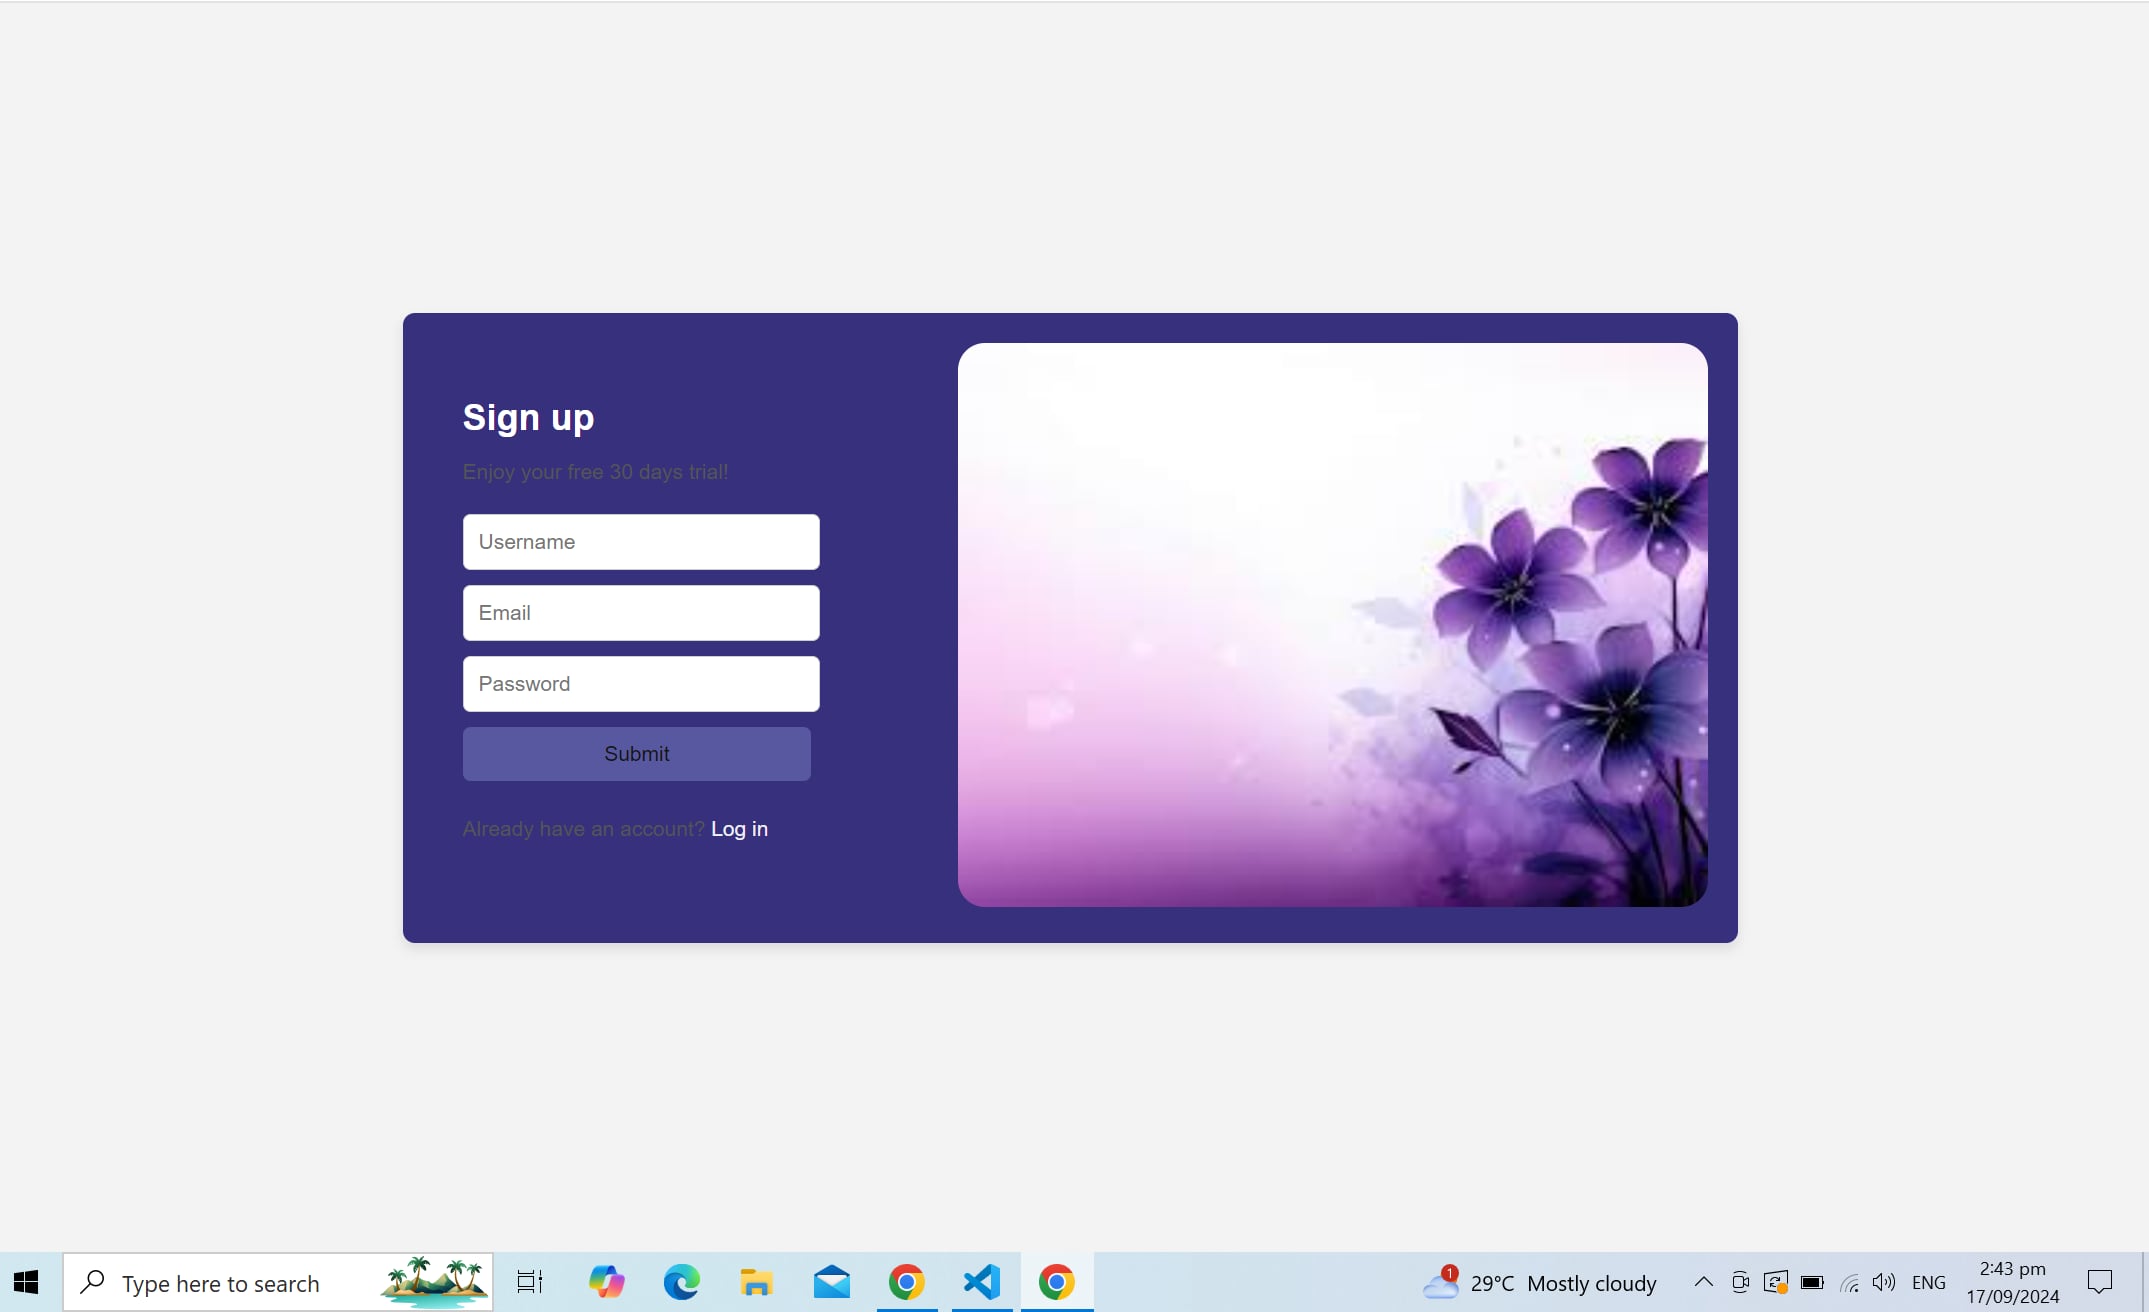 Sign up
Enjoy your free 30 days trial!
Username
Email
Password
Submit
Already have an account? Log in
Type here to search
1
29°C Mostly cloudy
ENG
2:43 pm
17/09/2024